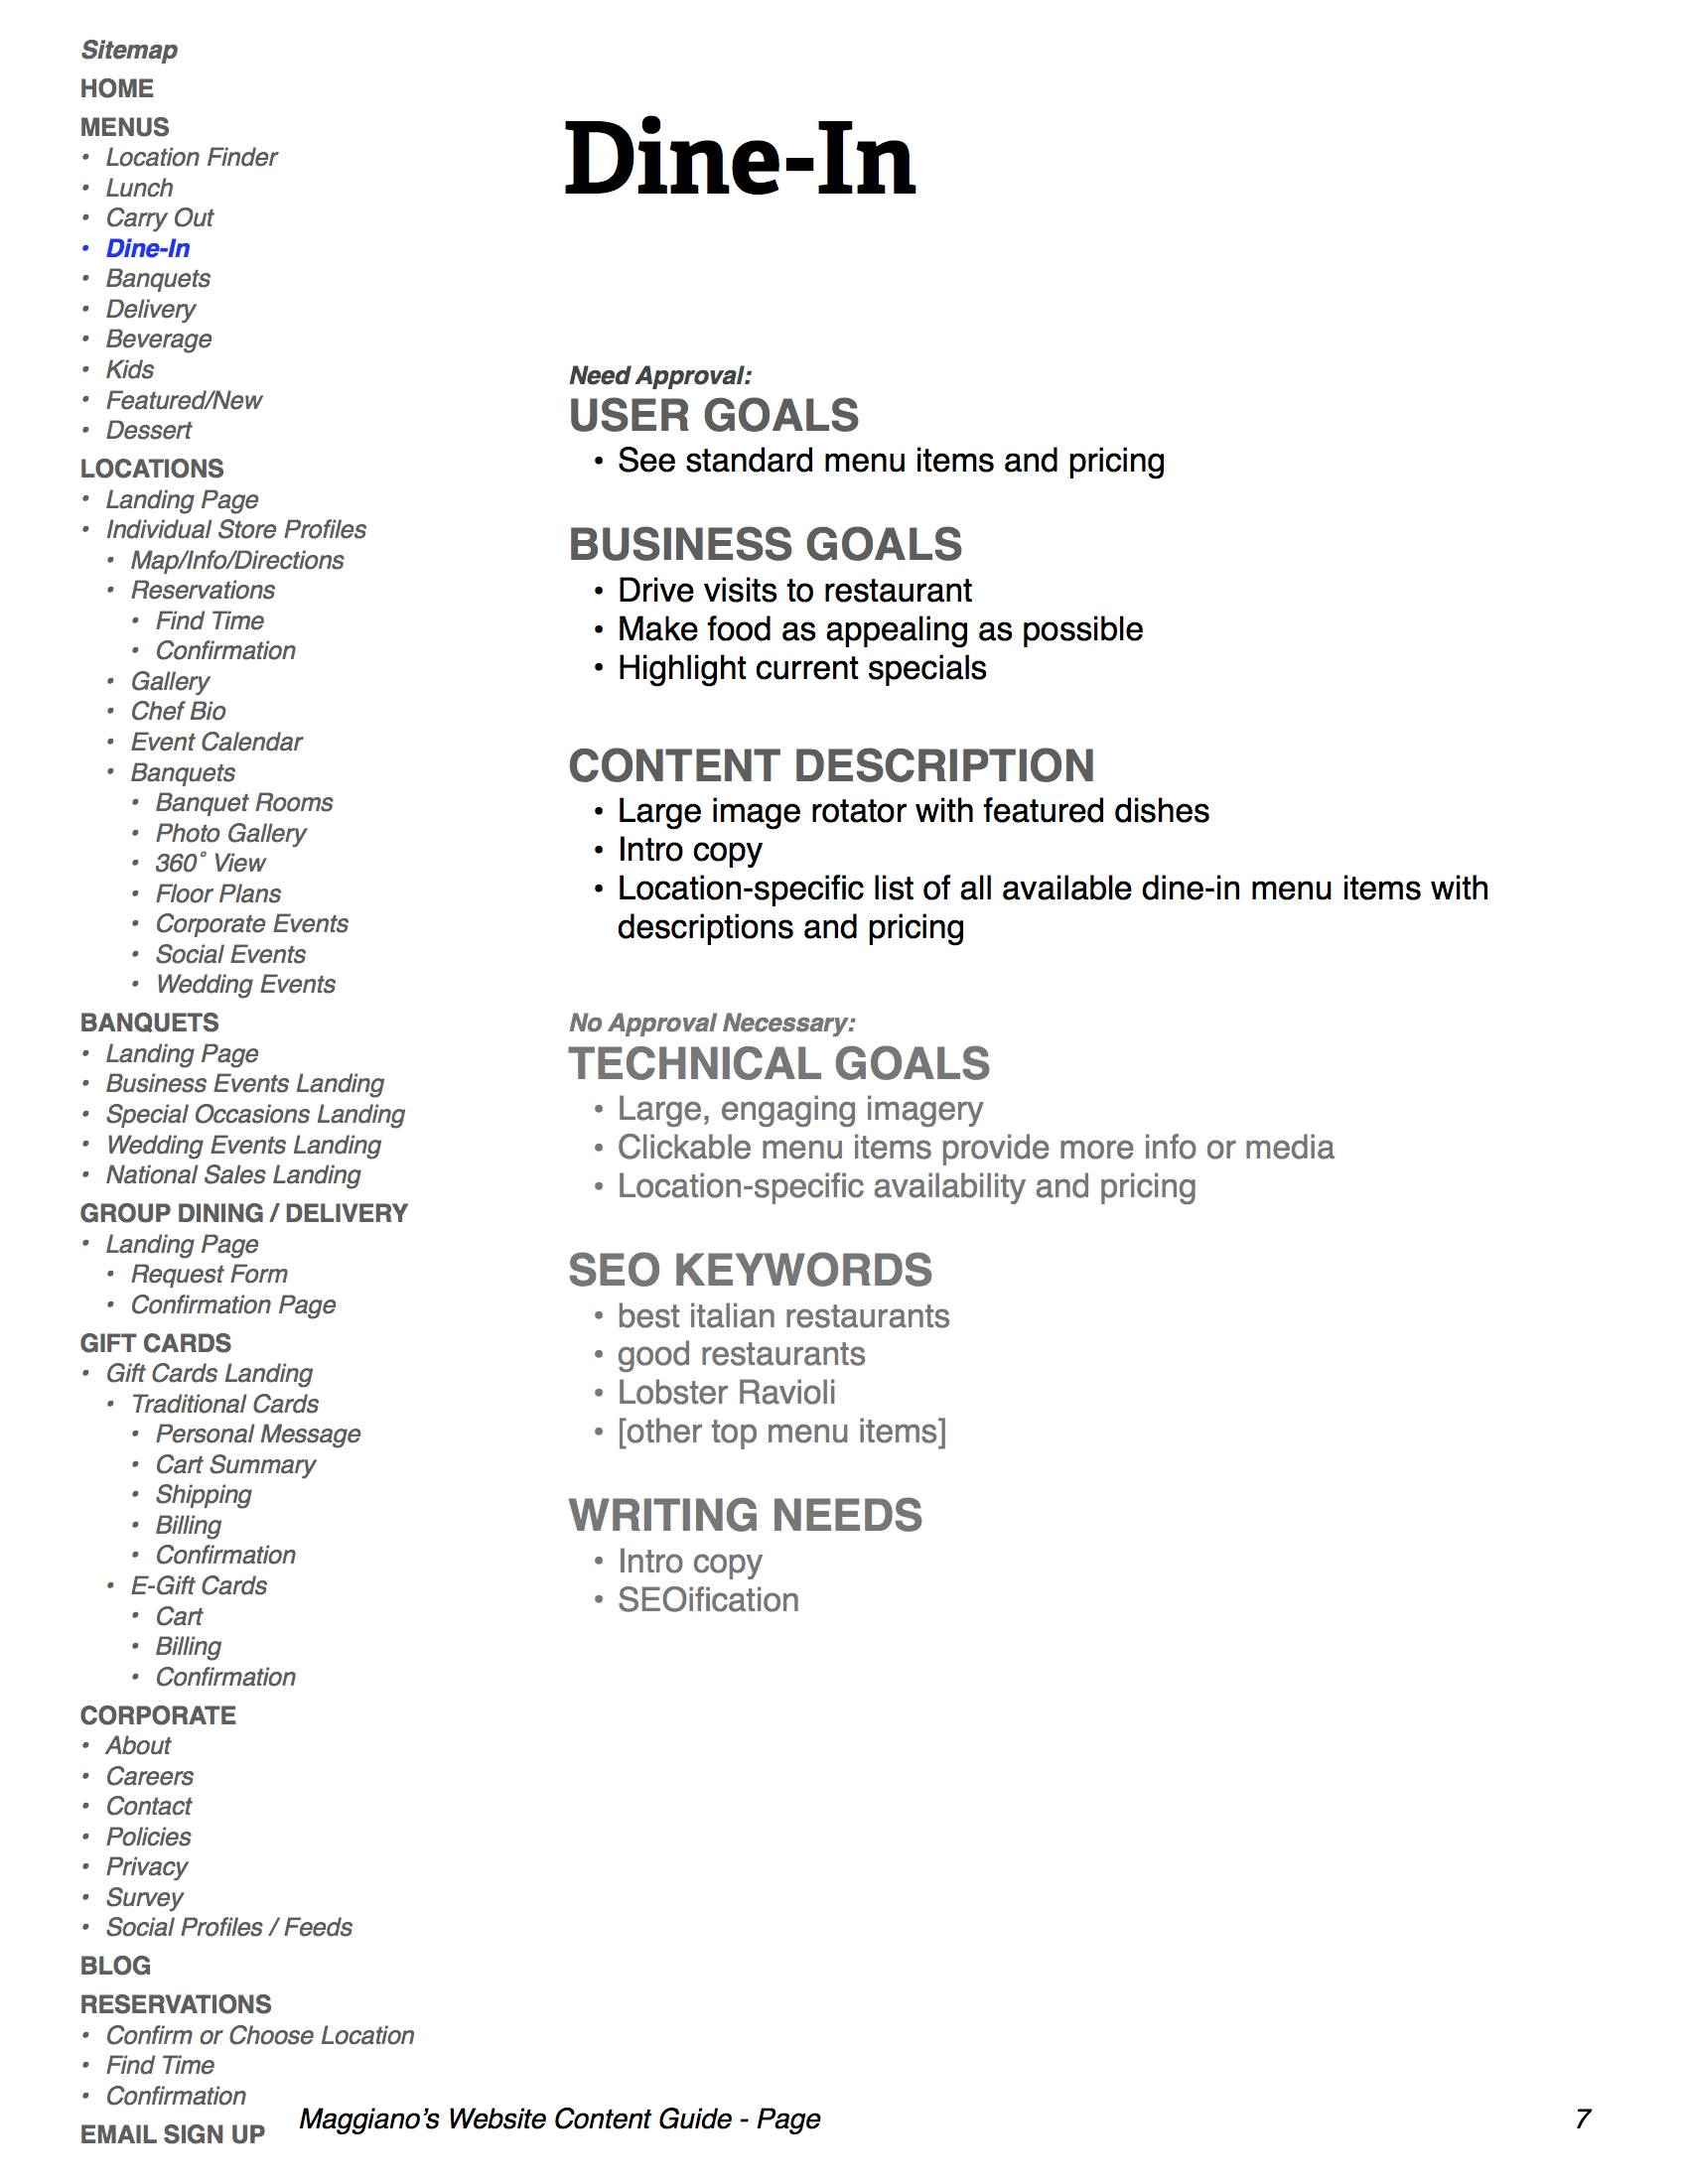 Sitemap
HOME
MENUS
• Location Finder
• Lunch
• Carry Out
• Dine-In
• Banquets
• Delivery
• Beverage
• Kids
• Featured/New
• Dessert
LOCATIONS
• Landing Page
• Individual Store Profiles
• Map/Info/Directions
• Reservations
• Find Time
• Confirmation
• Gallery
• Chef Bio
• Event Calendar
• Banquets
• Banquet Rooms
• Photo Gallery
• 360˚ View
• Floor Plans
• Corporate Events
• Social Events
• Wedding Events
BANQUETS
• Landing Page
• Business Events Landing
• Special Occasions Landing
• Wedding Events Landing
• National Sales Landing
GROUP DINING / DELIVERY
• Landing Page
• Request Form
• Confirmation Page
GIFT CARDS
• Gift Cards Landing
• Traditional Cards
• Personal Message
• Cart Summary
• Shipping
• Billing
• Confirmation
• E-Gift Cards
• Cart
• Billing
• Confirmation
CORPORATE
• About
• Careers
• Contact
• Policies
• Privacy
• Survey
• Social Profiles / Feeds
BLOG
RESERVATIONS
• Confirm or Choose Location
• Find Time
• Confirmation
EMAIL SIGN UP
Dine-In
Need Approval:
USER GOALS
• See standard menu items and pricing
BUSINESS GOALS
• Drive visits to restaurant
• Make food as appealing as possible
• Highlight current specials
CONTENT DESCRIPTION
• Large image rotator with featured dishes
• Intro copy
• Location-specific list of all available dine-in menu items with
descriptions and pricing
No Approval Necessary:
TECHNICAL GOALS
• Large, engaging imagery
• Clickable menu items provide more info or media
• Location-specific availability and pricing
SEO KEYWORDS
• best italian restaurants
• good restaurants
• Lobster Ravioli
• [other top menu items]
WRITING NEEDS
• Intro copy
• SEOification
Maggiano’s Website Content Guide - Page 7